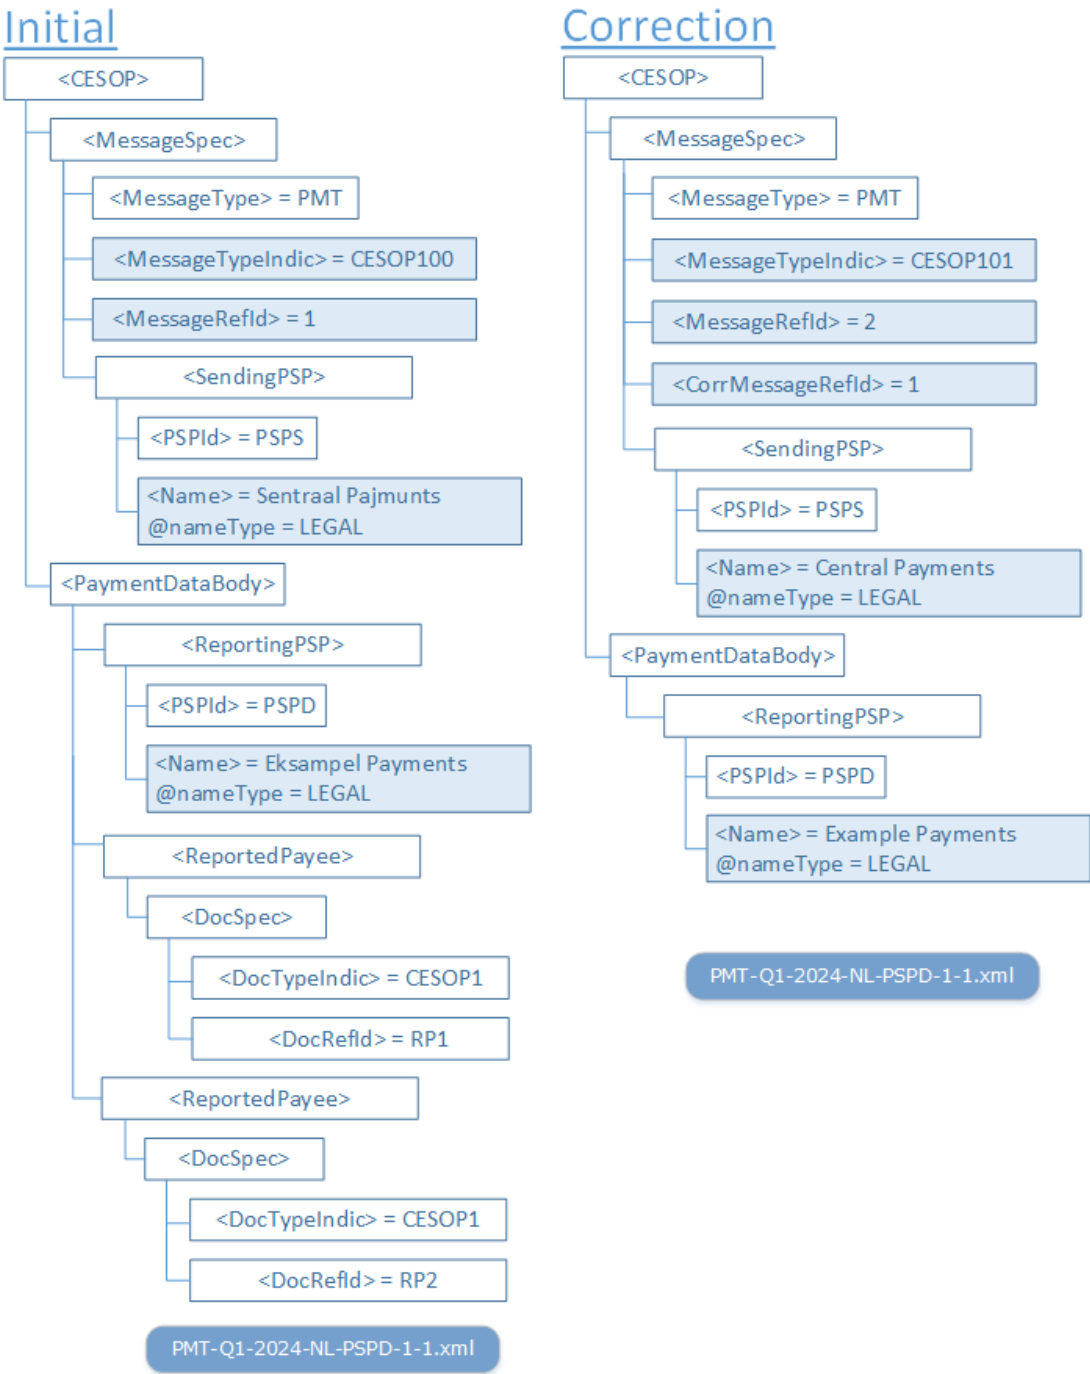 Initial
<CESOP>
<MessageSpec>
<MessageType> = PMT
<MessageTypeIndic> = CESOP100
<MessageRefId> = 1
<SendingPSP>
<PSPId> = PSPS
<Name> = Sentraal Pajmunts
@nameType = LEGAL
<PaymentDataBody>
<ReportingPSP>
<PSPId> = PSPD
<Name> = Eksampel Payments
@nameType = LEGAL
<ReportedPayee>
<DocSpec>
<DocTypeIndic> = CESOP1
<DocRefId> = RP1
<ReportedPayee>
<DocSpec>
<DocTypeIndic> = CESOP1
<DocRefId> = RP2
PMT-Q1-2024-NL-PSPD-1-1.xml
Correction
<CESOP>
<MessageSpec>
<MessageType> = PMT
<MessageTypeIndic> = CESOP101
<MessageRefId> = 2
<CorrMessageRefId> = 1
<SendingPSP>
<PSPId> = PSPS
<Name> = Central Payments
@nameType = LEGAL
<PaymentDataBody>
<ReportingPSP>
<PSPId> = PSPD
<Name> = Example Payments
@nameType = LEGAL
PMT-Q1-2024-NL-PSPD-1-1.xml